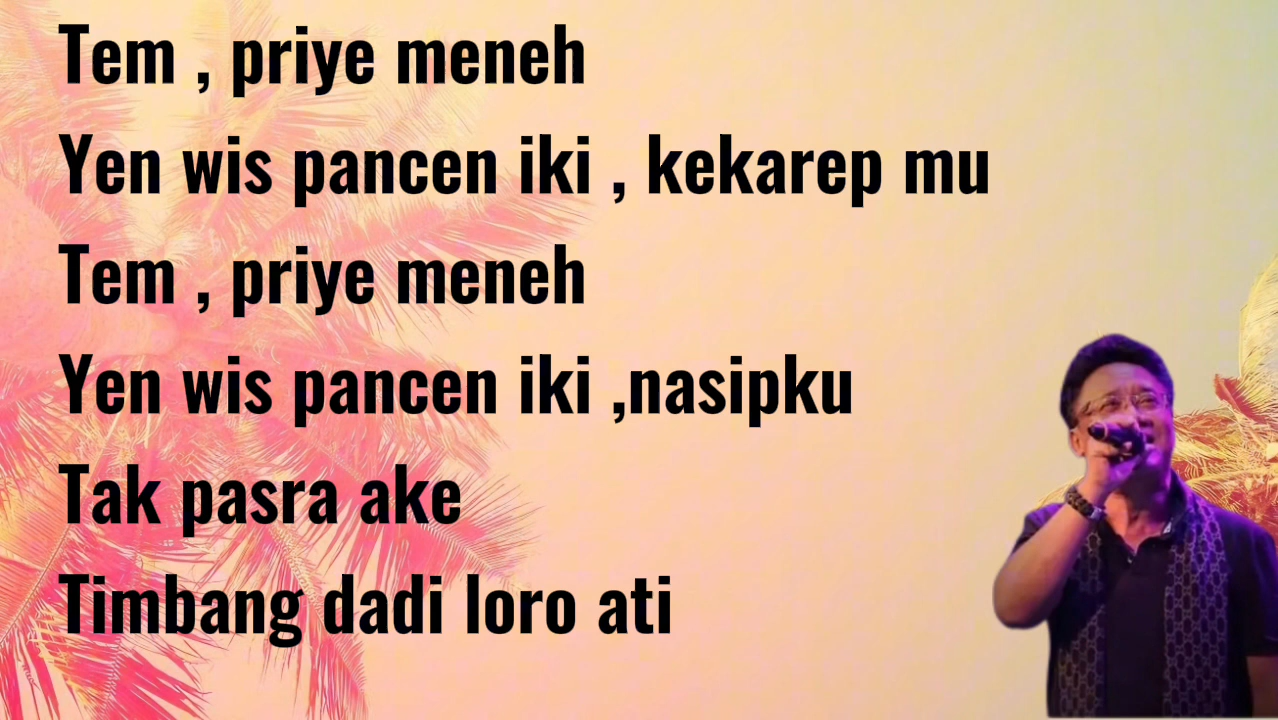 Tem , priye meneh
Yen wis pancen iki , kekarep mu
Tem , priye meneh
Yen wis pancen iki ,nasipku
Tak pasra ake
Timbang dadi loro ati